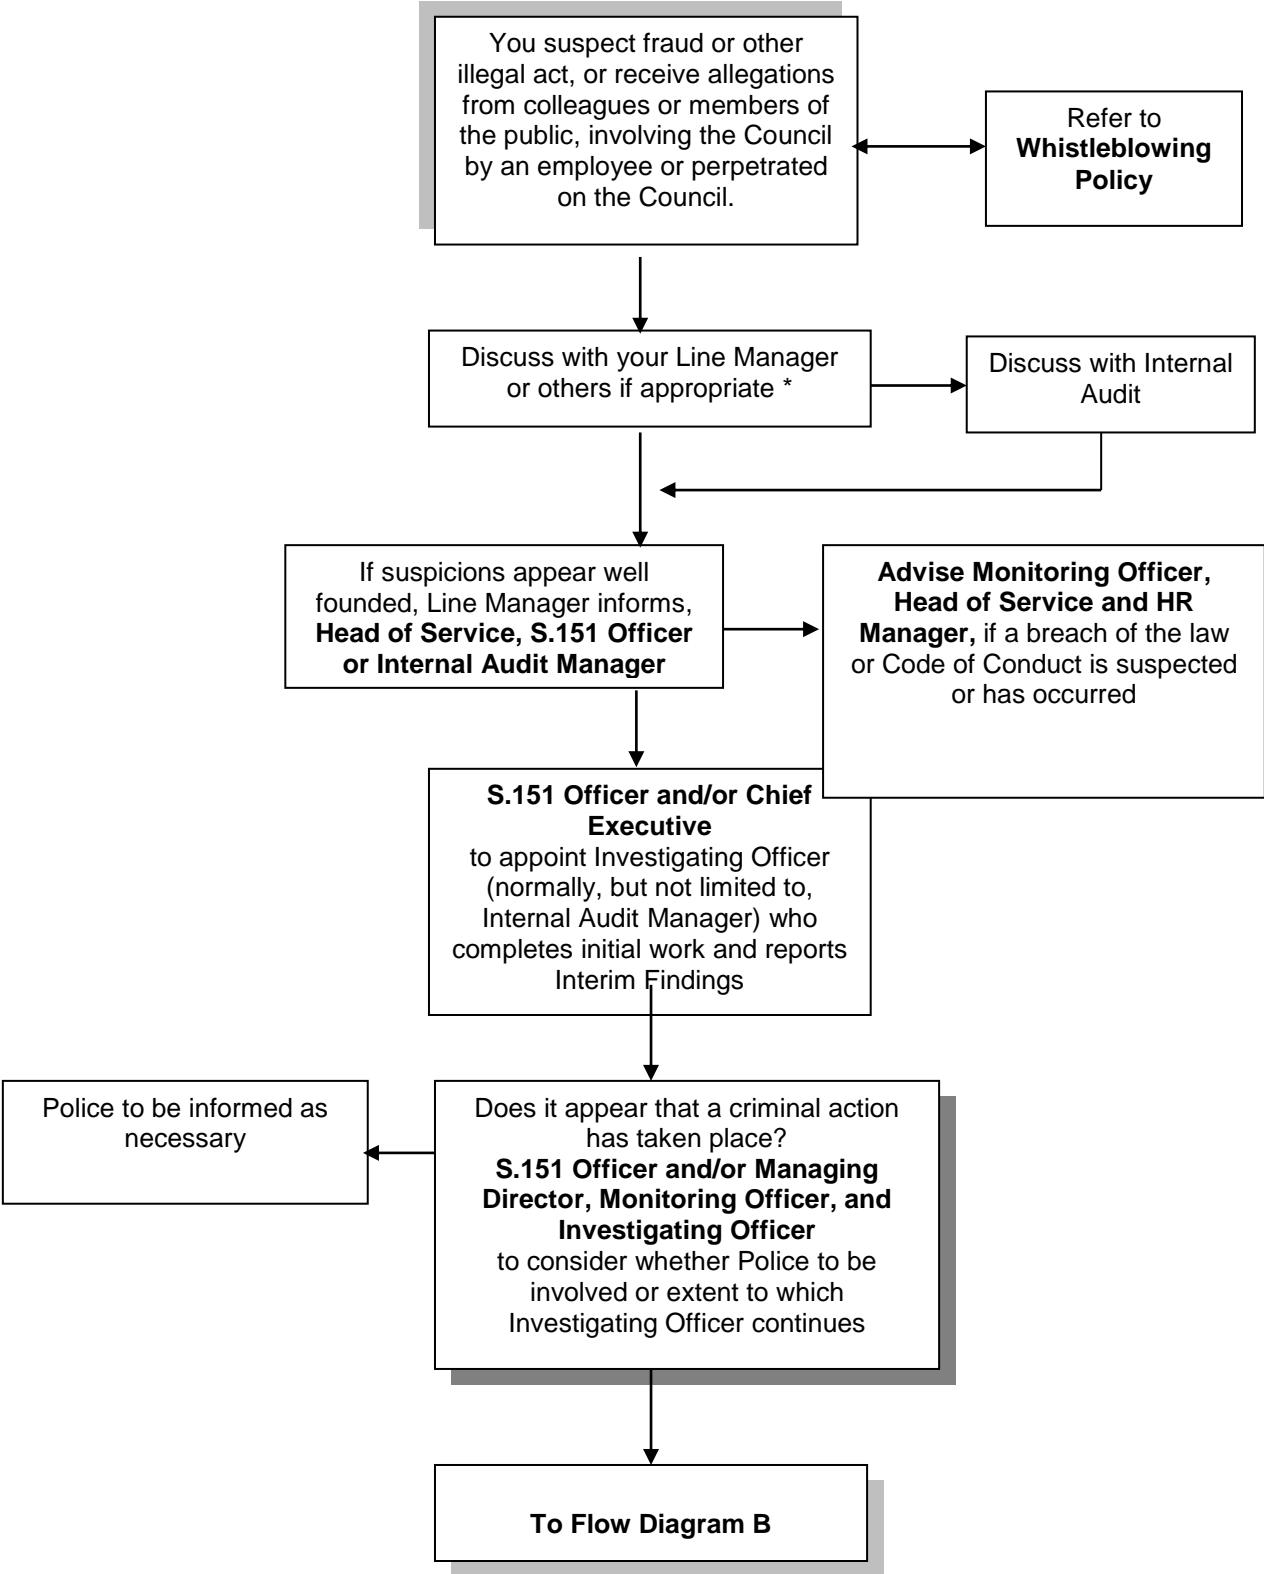 You suspect fraud or other
illegal act, or receive allegations
from colleagues or members of
the public, involving the Council
by an employee or perpetrated
on the Council.
Refer to
Whistleblowing
Policy
Discuss with your Line Manager
or others if appropriate *
Discuss with Internal
Audit
If suspicions appear well
founded, Line Manager informs,
Head of Service, S.151 Officer
or Internal Audit Manager
Advise Monitoring Officer,
Head of Service and HR
Manager, if a breach of the law
or Code of Conduct is suspected
or has occurred
S.151 Officer and/or Chief
Executive
to appoint Investigating Officer
(normally, but not limited to,
Internal Audit Manager) who
completes initial work and reports
Interim Findings
Police to be informed as
necessary
Does it appear that a criminal action
has taken place?
S.151 Officer and/or Managing
Director, Monitoring Officer, and
Investigating Officer
to consider whether Police to be
involved or extent to which
Investigating Officer continues
To Flow Diagram B